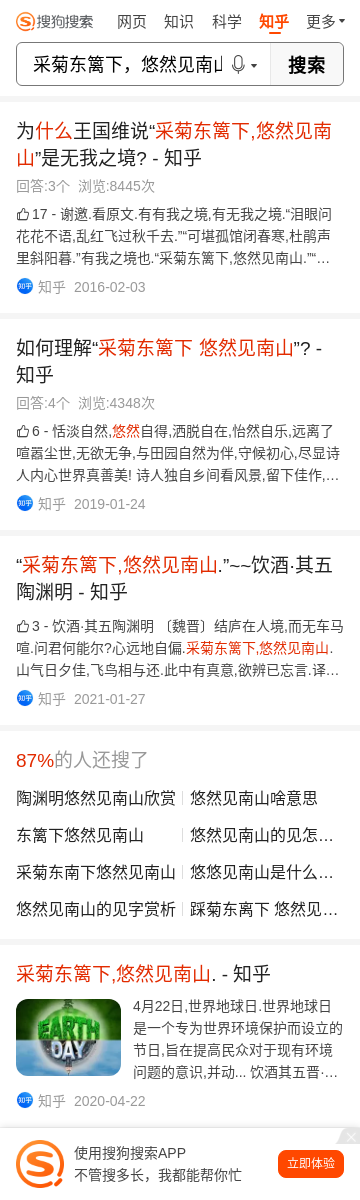 搜狗搜索 网页 知识 科学 知乎 更多
采菊东篱下，悠然见南山 搜索
为什么王国维说“采菊东篱下,悠然见南
山”是无我之境? - 知乎
回答:3个 浏览:8445次
17 - 谢邀.看原文.有有我之境,有无我之境.“泪眼问
花花不语,乱红飞过秋千去.”“可堪孤馆闭春寒,杜鹃声
里斜阳暮.”有我之境也.“采菊东篱下,悠然见南山.”“...
知乎 2016-02-03
如何理解“采菊东篱下 悠然见南山”? -
知乎
回答:4个 浏览:4348次
6 - 恬淡自然,悠然自得,洒脱自在,怡然自乐,远离了
喧嚣尘世,无欲无争,与田园自然为伴,守候初心,尽显诗
人内心世界真善美! 诗人独自乡间看风景,留下佳作,...
知乎 2019-01-24
“采菊东篱下,悠然见南山.”~~饮酒·其五
陶渊明 - 知乎
3 - 饮酒·其五陶渊明 〔魏晋〕结庐在人境,而无车马
喧.问君何能尔?心远地自偏.采菊东篱下,悠然见南山.
山气日夕佳,飞鸟相与还.此中有真意,欲辨已忘言.译...
知乎 2021-01-27
87%的人还搜了
陶渊明悠然见南山欣赏 悠然见南山啥意思
东篱下悠然见南山 悠然见南山的见怎...
采菊东南下悠然见南山 悠悠见南山是什么...
悠然见南山的见字赏析 踩菊东离下 悠然见...
采菊东篱下,悠然见南山. - 知乎
EARTH
DAY
4月22日,世界地球日.世界地球日
是一个专为世界环境保护而设立的
节日,旨在提高民众对于现有环境
问题的意识,并动... 饮酒其五晋·...
知乎 2020-04-22
使用搜狗搜索APP
不管搜多长，我都能帮你忙
立即体验